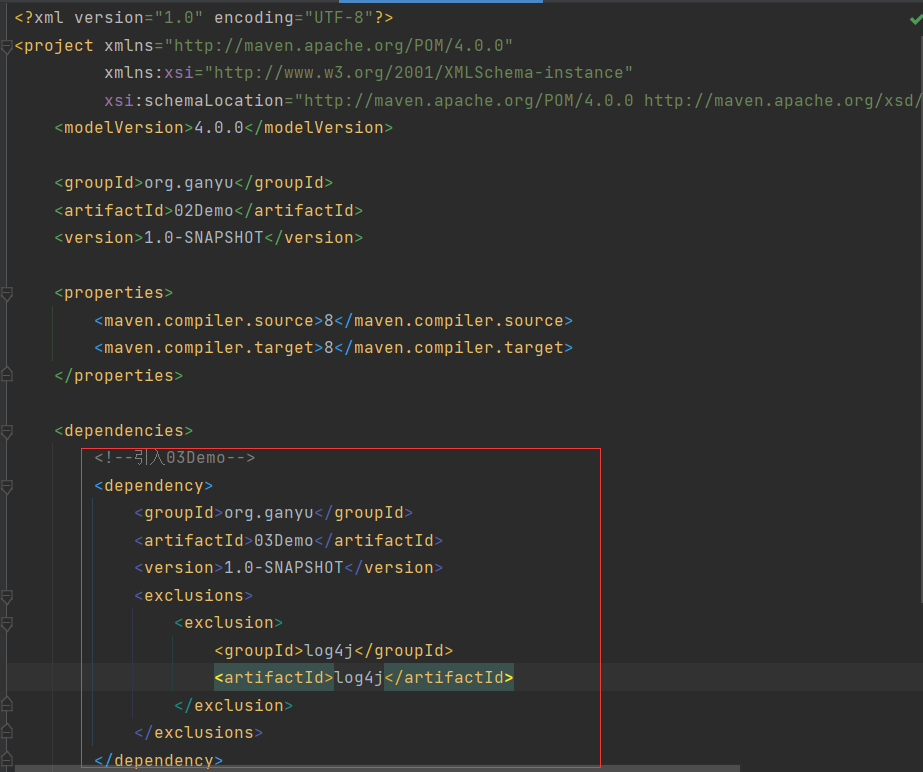 <?xml version="1.0" encoding="UTF-8"?>
<project xmlns="http://maven.apache.org/POM/4.0.0"
xmlns:xsi="http://www.w3.org/2001/XMLSchema-instance"
xsi:schemaLocation="http://maven.apache.org/POM/4.0.0 http://maven.apache.org/xsd/
<modelVersion>4.0.0</modelVersion>
<groupId>org.ganyu</groupId>
<artifactId>02Demo</artifactId>
<version>1.0-SNAPSHOT</version>
<properties>
<maven.compiler.source>8</maven.compiler.source>
<maven.compiler.target>8</maven.compiler.target>
</properties>
<dependencies>
<!--引入03Demo-->
<dependency>
<groupId>org.ganyu</groupId>
<artifactId>03Demo</artifactId>
<version>1.0-SNAPSHOT</version>
<exclusions>
<exclusion>
<groupId>log4j</groupId>
<artifactId>log4j</artifactId>
</exclusion>
</exclusions>
</dependency>